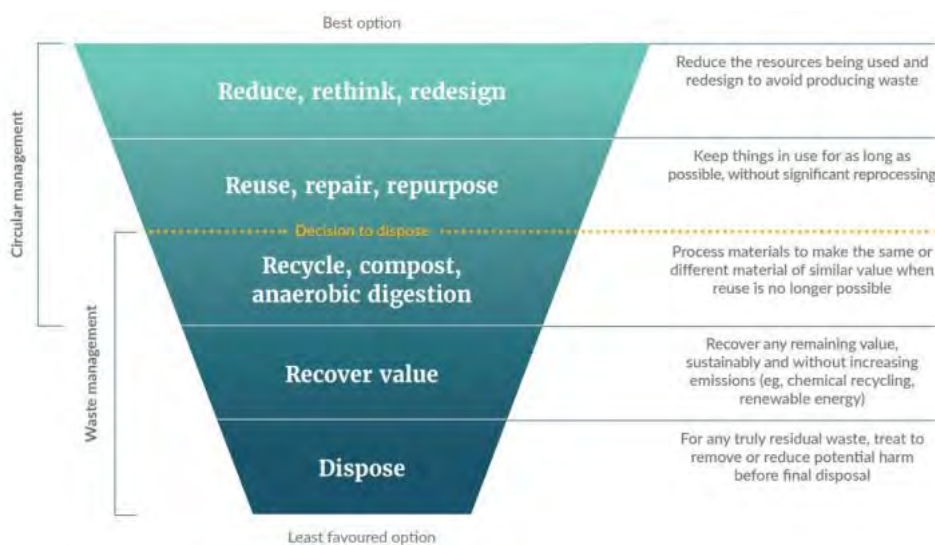 Best option
Circular management
Waste management
Reduce, rethink, redesign
Reduce the resources being used and
redesign to avoid producing waste
Reuse, repair, repurpose
Keep things in use for as long as
possible, without significant reprocessing
Decision to dispose
Recycle, compost,
anaerobic digestion
Process materials to make the same or
different material of similar value when
reuse is no longer possible
Recover value
Recover any remaining value,
sustainably and without increasing
emissions (eg, chemical recycling,
renewable energy)
Dispose
For any truly residual waste, treat to
remove or reduce potential harm
before final disposal
Least favoured option